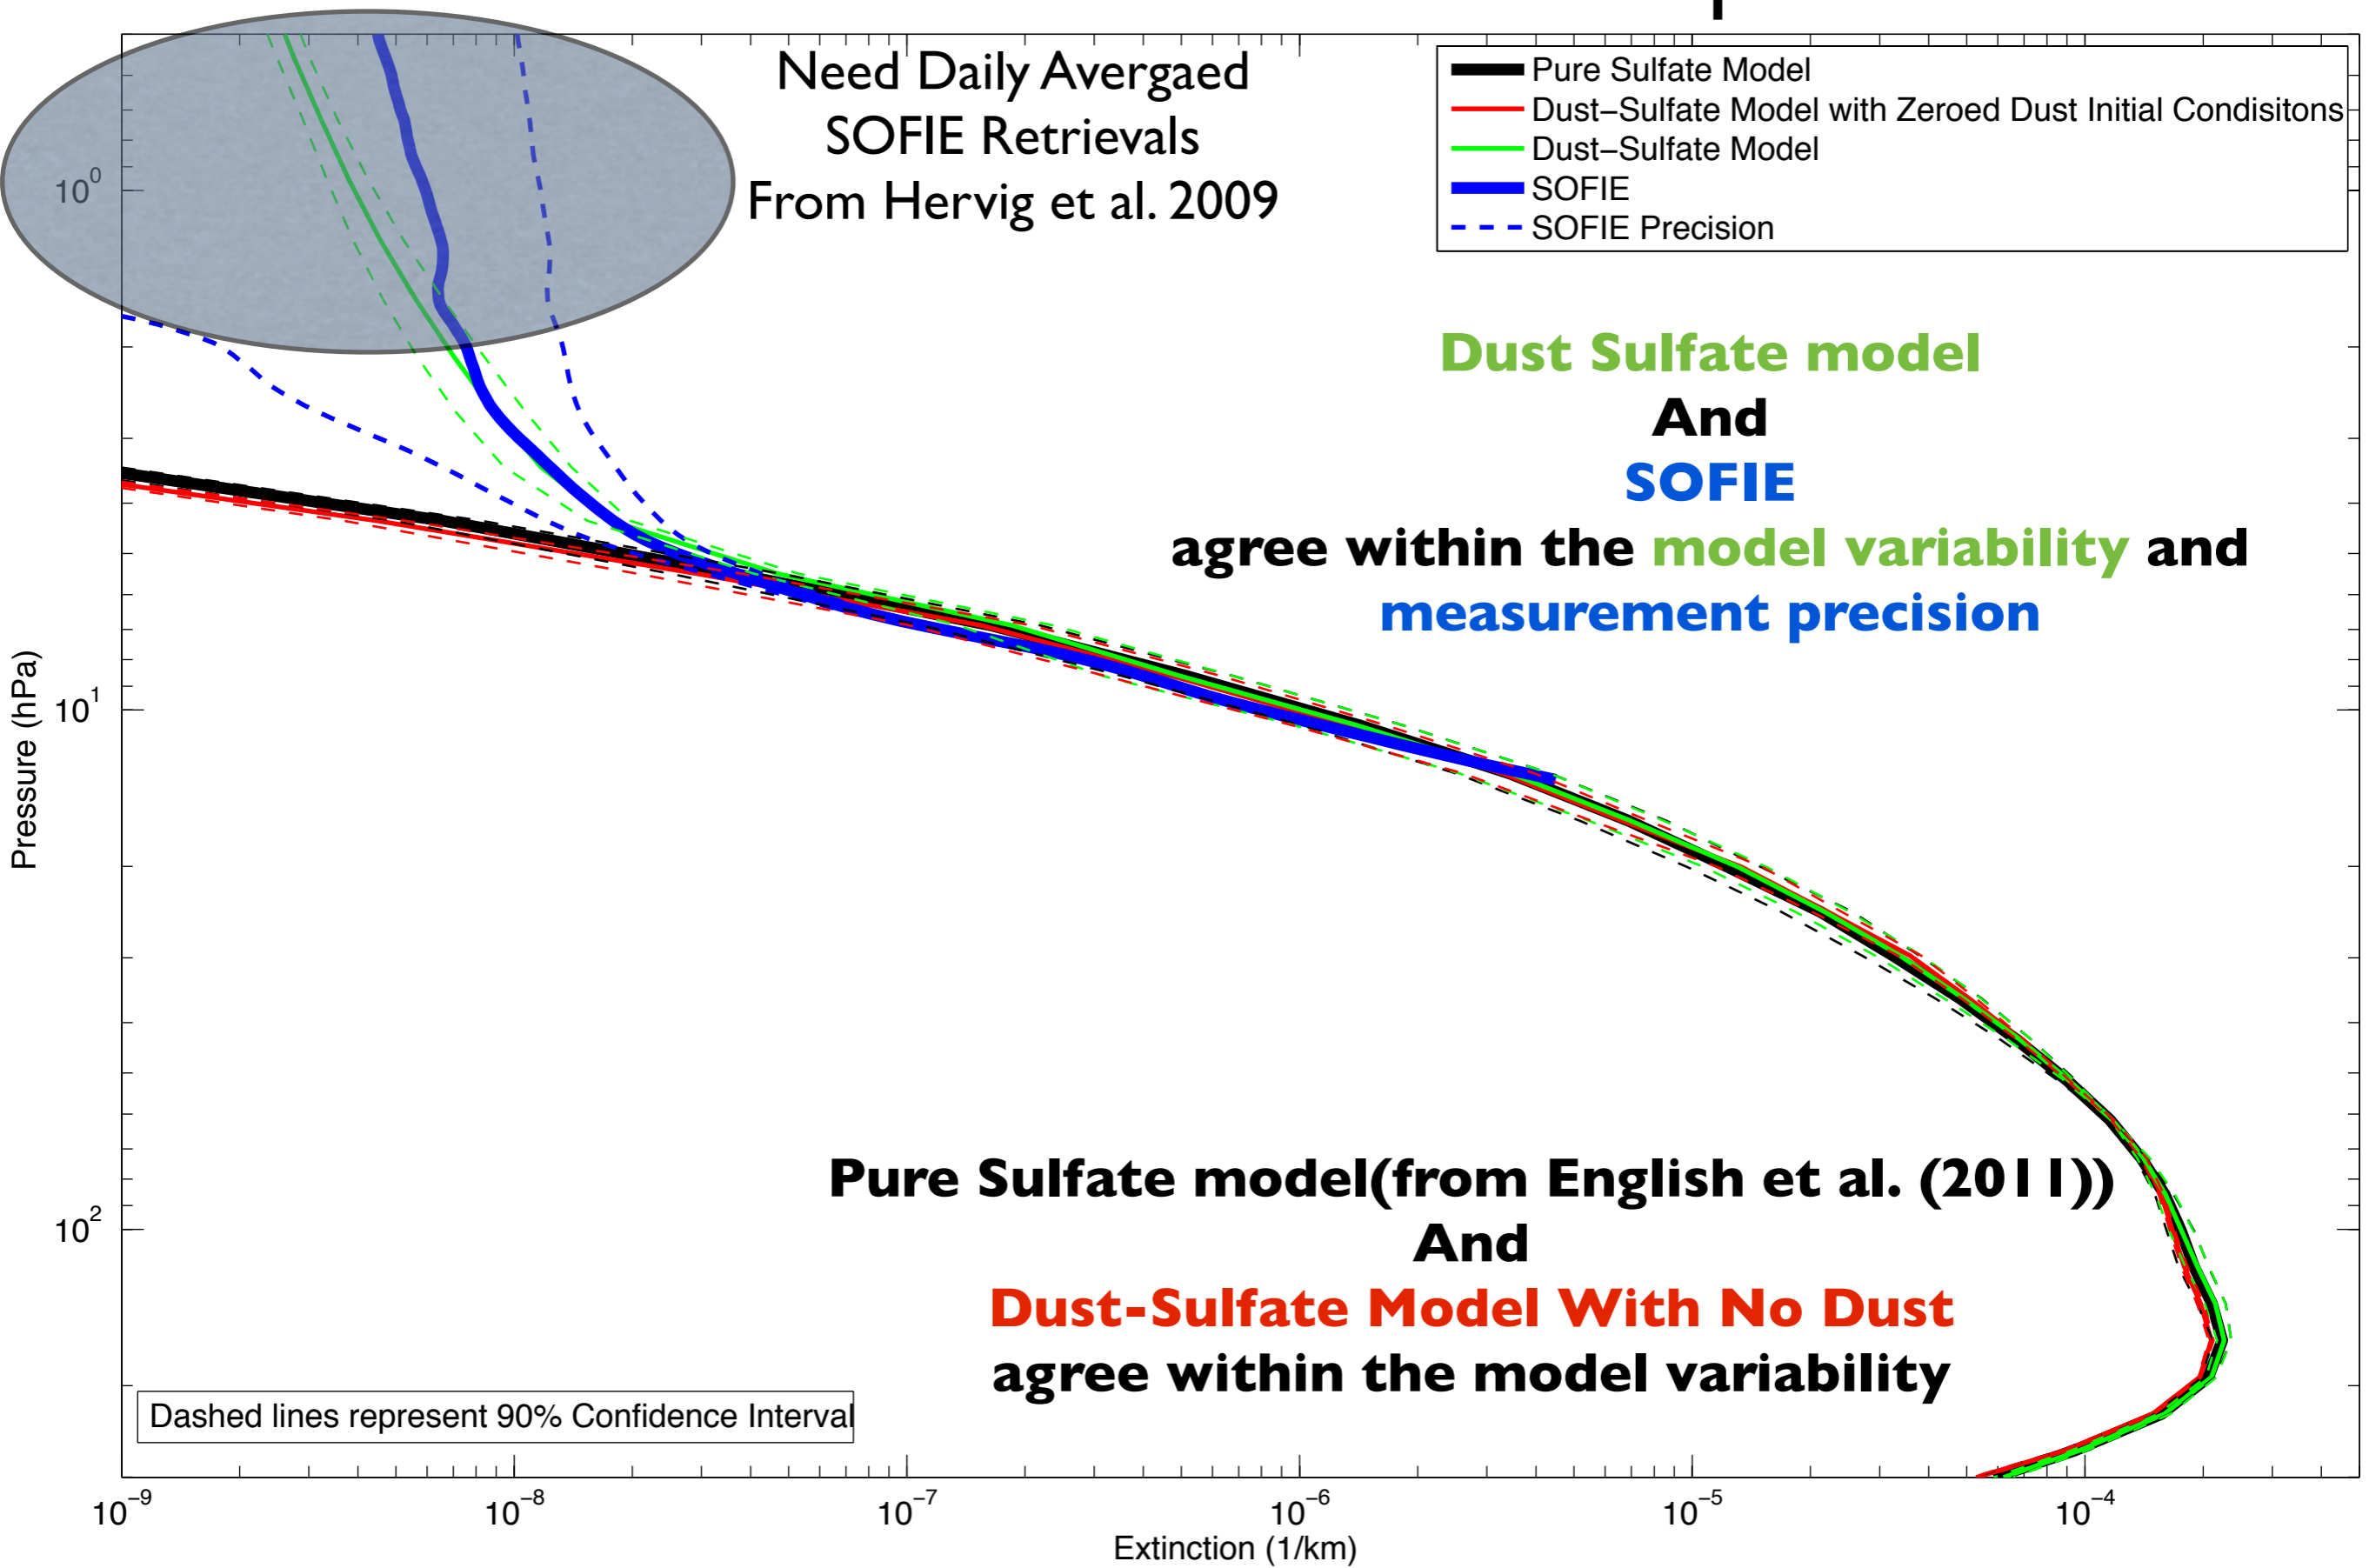 Need Daily Avergaed
SOFIE Retrievals
From Hervig et al. 2009
Pure Sulfate Model
Dust–Sulfate Model with Zeroed Dust Initial Condisitons
Dust–Sulfate Model
SOFIE
SOFIE Precision
Dust Sulfate model
And
SOFIE
agree within the model variability and
measurement precision
Pure Sulfate model(from English et al. (2011))
And
Dust-Sulfate Model With No Dust
agree within the model variability
Dashed lines represent 90% Confidence Interval
Pressure (hPa)
10^0
10^1
10^2
10^−9
10^−8
10^−7
10^−6
10^−5
10^−4
Extinction (1/km)